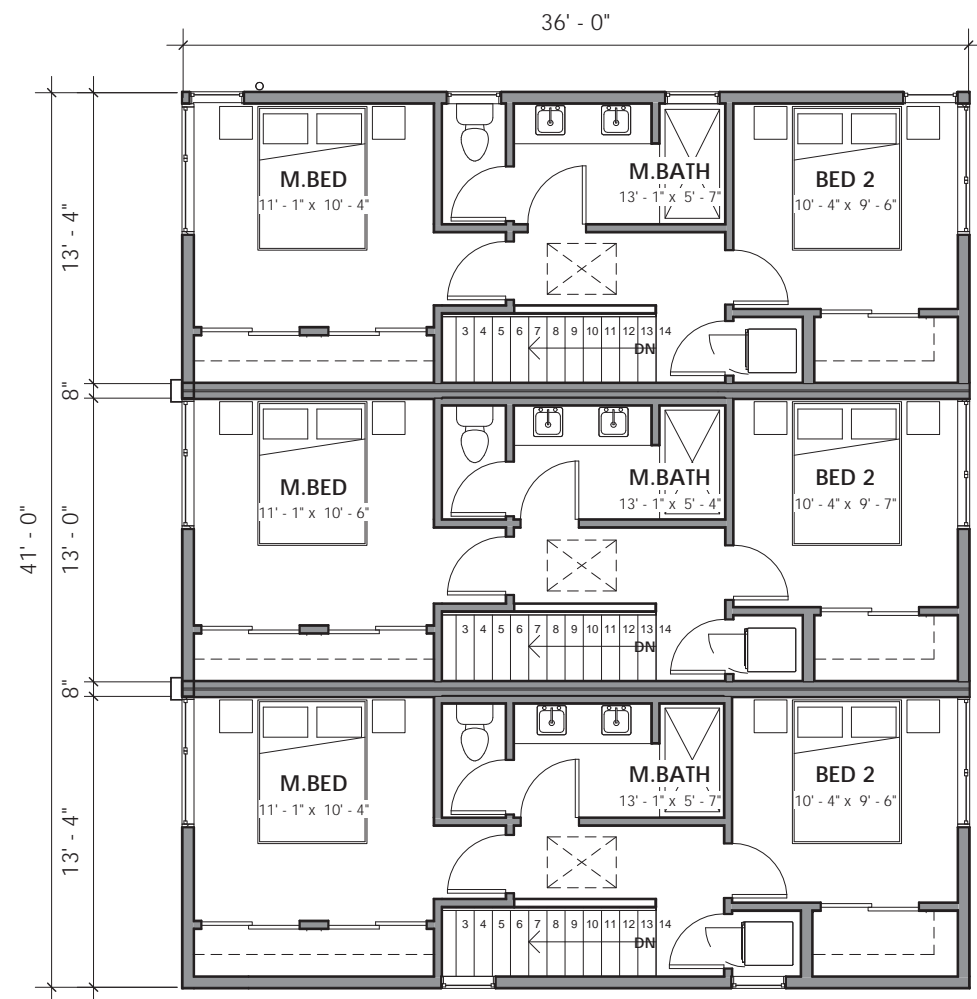 36' - 0"
41' - 0"
13' - 4"
8"
13' - 0"
8"
13' - 4"
M.BED
11' - 1" x 10' - 4"
M.BATH
13' - 1" x 5' - 7"
BED 2
10' - 4" x 9' - 6"
3 4 5 6 7 8 9 10 11 12 13 14
DN
M.BED
11' - 1" x 10' - 6"
M.BATH
13' - 1" x 5' - 4"
BED 2
10' - 4" x 9' - 7"
3 4 5 6 7 8 9 10 11 12 13 14
DN
M.BED
11' - 1" x 10' - 4"
M.BATH
13' - 1" x 5' - 7"
BED 2
10' - 4" x 9' - 6"
3 4 5 6 7 8 9 10 11 12 13 14
DN